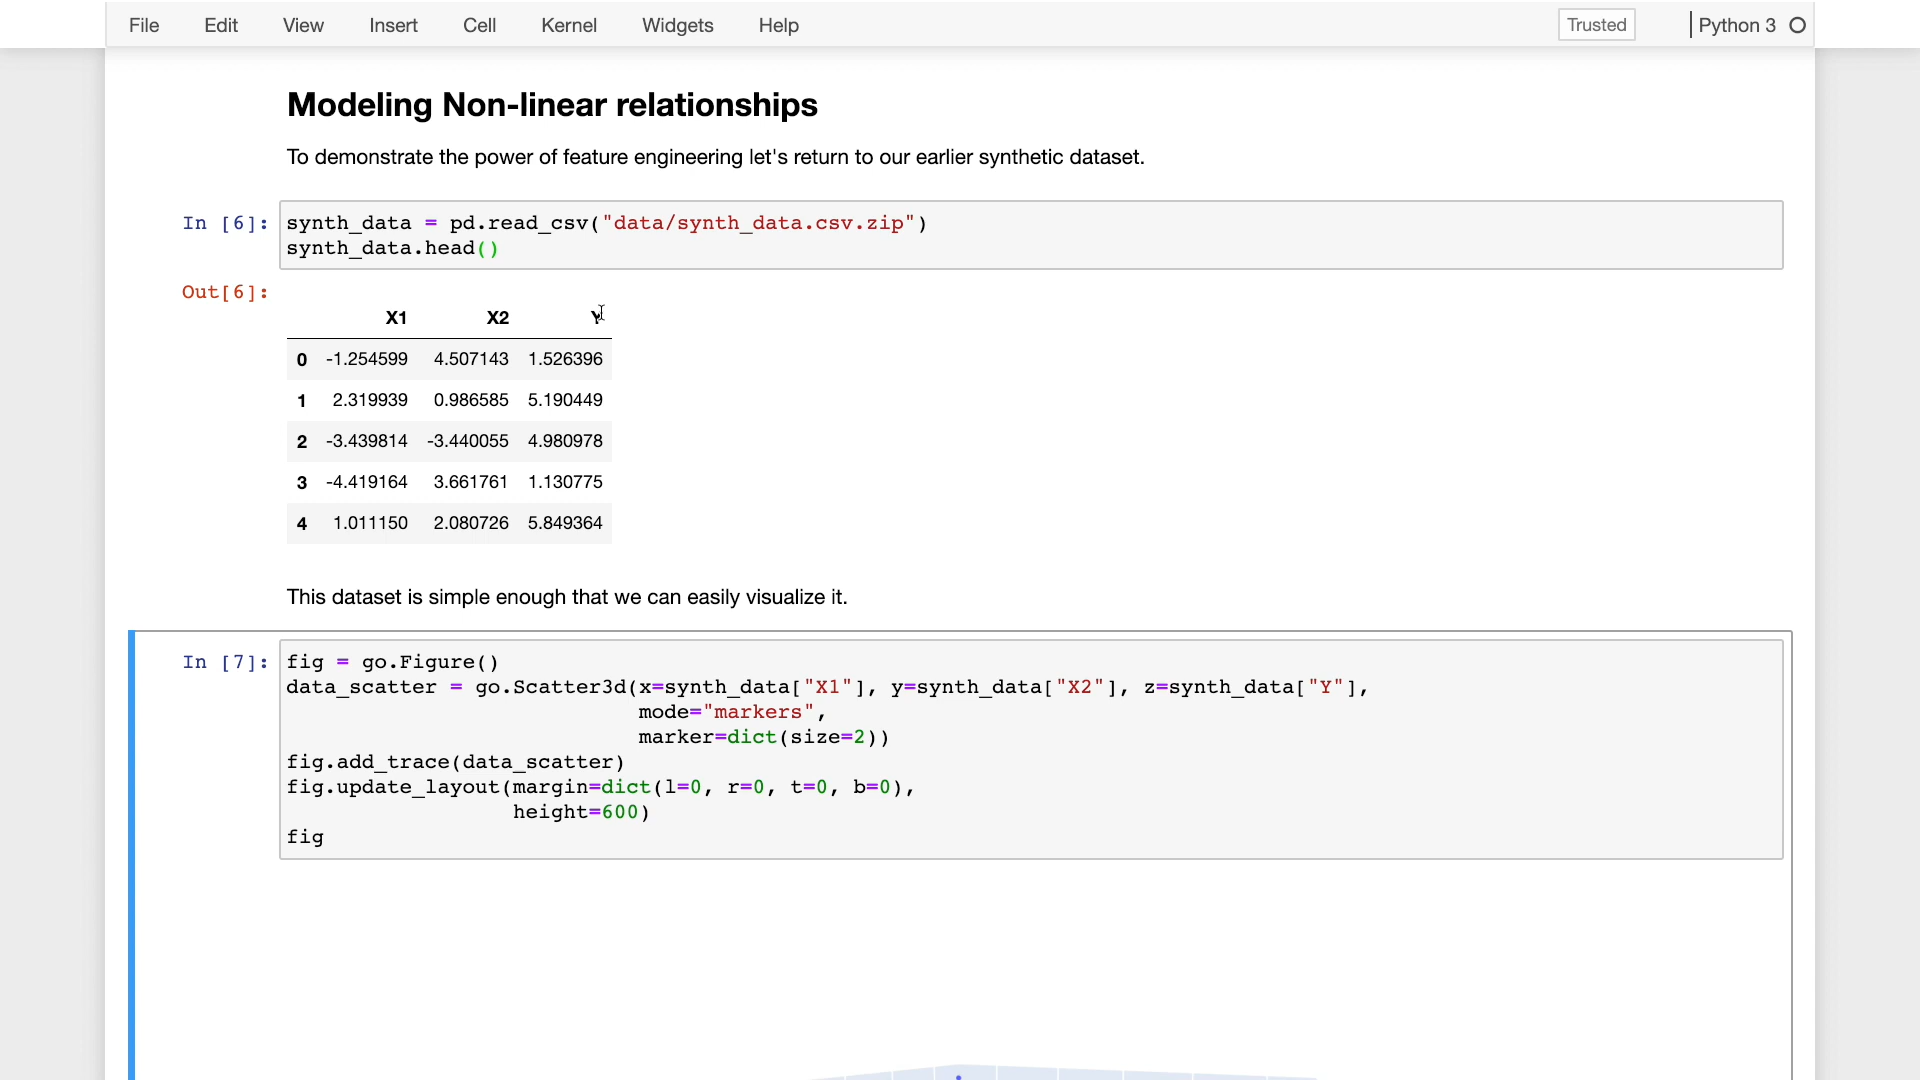 File Edit View Insert Cell Kernel Widgets Help Trusted Python 3
Modeling Non-linear relationships
To demonstrate the power of feature engineering let's return to our earlier synthetic dataset.
In [6]: synth_data = pd.read_csv("data/synth_data.csv.zip")
synth_data.head()
Out[6]:
X1 X2 Y
0 -1.254599 4.507143 1.526396
1 2.319939 0.986585 5.190449
2 -3.439814 -3.440055 4.980978
3 -4.419164 3.661761 1.130775
4 1.011150 2.080726 5.849364
This dataset is simple enough that we can easily visualize it.
In [7]: fig = go.Figure()
data_scatter = go.Scatter3d(x=synth_data["X1"], y=synth_data["X2"], z=synth_data["Y"],
mode="markers",
marker=dict(size=2))
fig.add_trace(data_scatter)
fig.update_layout(margin=dict(l=0, r=0, t=0, b=0),
height=600)
fig